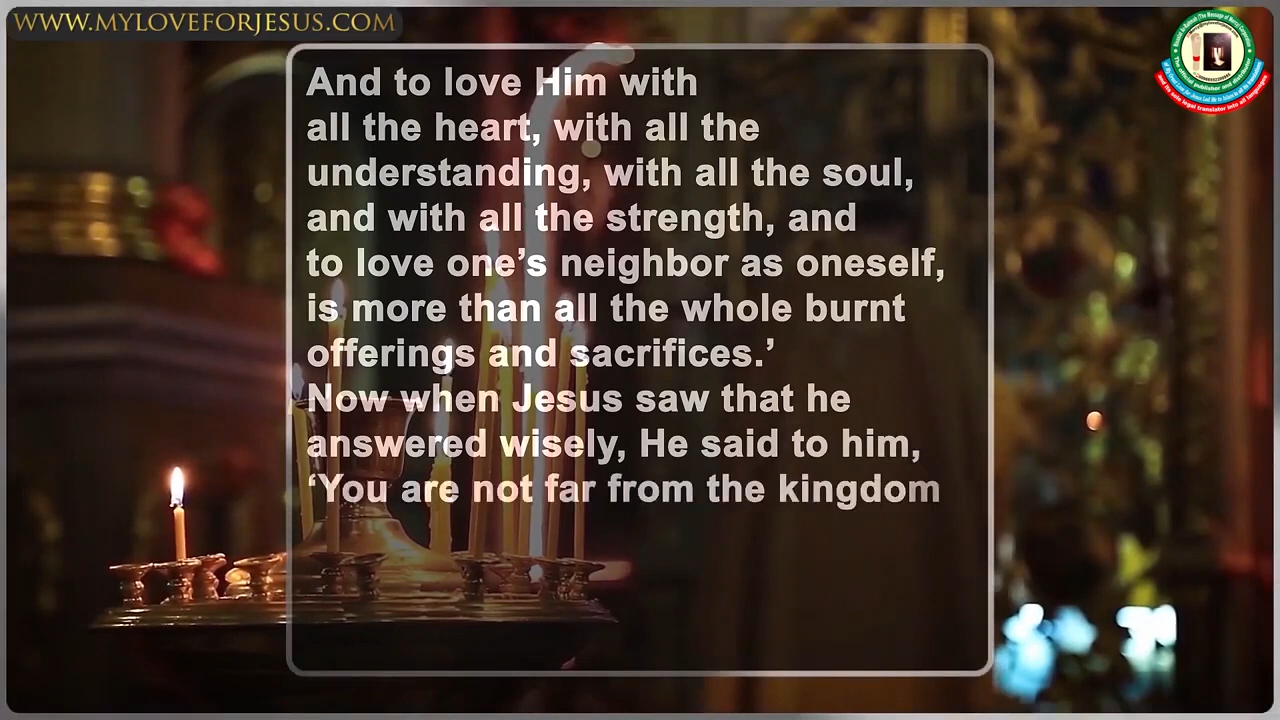 WWW.MYLOVEFORJESUS.COM
And to love Him with
all the heart, with all the
understanding, with all the soul,
and with all the strength, and
to love one’s neighbor as oneself,
is more than all the whole burnt
offerings and sacrifices.’
Now when Jesus saw that he
answered wisely, He said to him,
‘You are not far from the kingdom